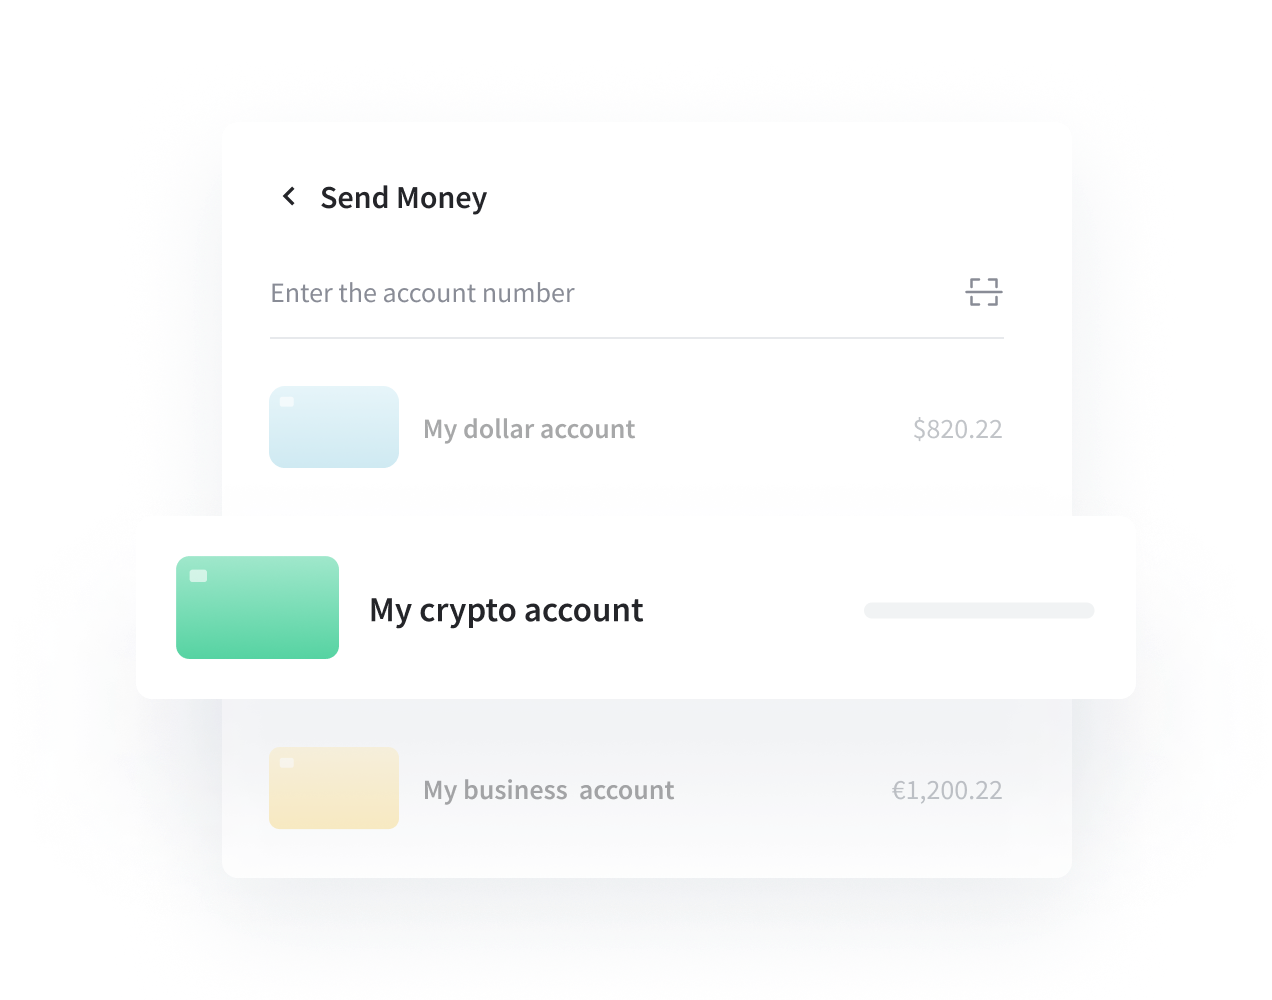 Send Money
Enter the account number
My dollar account $820.22
My crypto account
My business  account €1,200.22